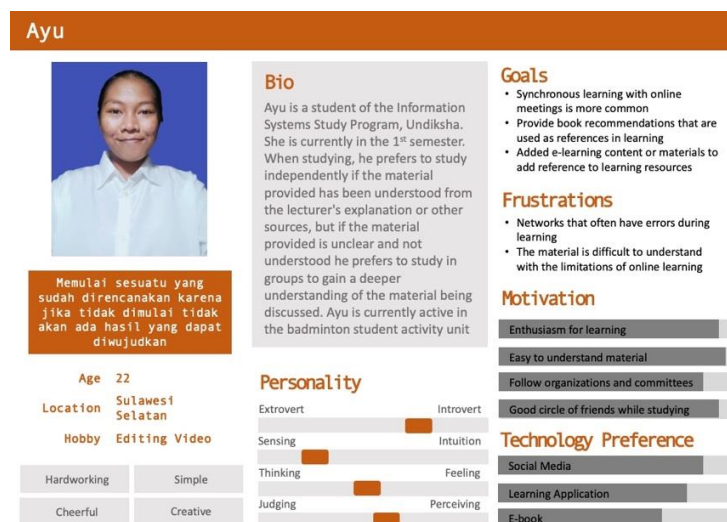 Ayu
Memulai sesuatu yang
sudah direncanakan karena
jika tidak dimulai tidak
akan ada hasil yang dapat
diwujudkan
Age 22
Location Sulawesi
Selatan
Hobby Editing Video
Hardworking Simple
Cheerful Creative
Bio
Ayu is a student of the Information
Systems Study Program, Undiksha.
She is currently in the 1st semester.
When studying, he prefers to study
independently if the material
provided has been understood from
the lecturer's explanation or other
sources, but if the material
provided is unclear and not
understood he prefers to study in
groups to gain a deeper
understanding of the material being
discussed. Ayu is currently active in
the badminton student activity unit
Personality
Extrovert Introvert
Sensing Intuition
Thinking Feeling
Judging Perceiving
Goals
• Synchronous learning with online
meetings is more common
• Provide book recommendations that are
used as references in learning
• Added e-learning content or materials to
add reference to learning resources
Frustrations
• Networks that often have errors during
learning
• The material is difficult to understand
with the limitations of online learning
Motivation
Enthusiasm for learning
Easy to understand material
Follow organizations and committees
Good circle of friends while studying
Technology Preference
Social Media
Learning Application
E-book